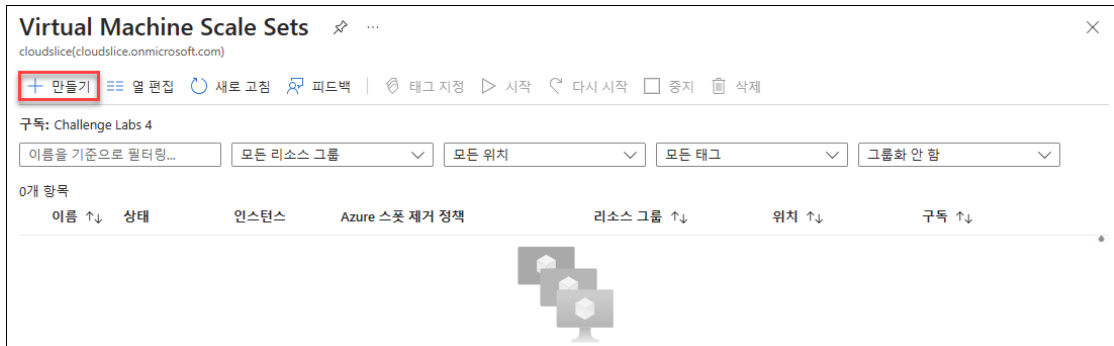 Virtual Machine Scale Sets
cloudslice(cloudslice.onmicrosoft.com)
만들기 열 편집 새로 고침 피드백 태그 지정 시작 다시 시작 중지 삭제
구독: Challenge Labs 4
이름을 기준으로 필터링... 모든 리소스 그룹 모든 위치 모든 태그 그룹화 안 함
0개 항목
이름 ↑↓ 상태 인스턴스 Azure 스폿 제거 정책 리소스 그룹 ↑↓ 위치 ↑↓ 구독 ↑↓